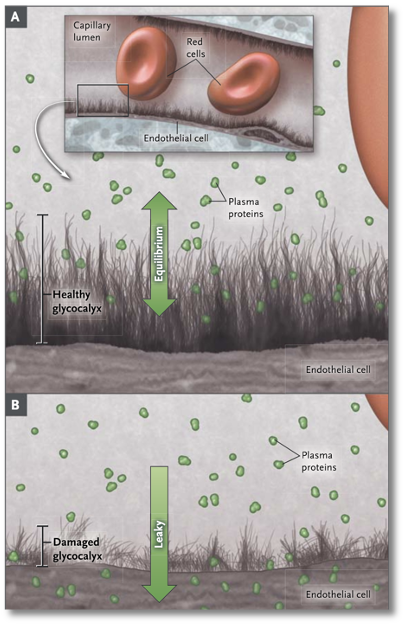 A
Capillary
lumen
Red
cells
Endothelial cell
Plasma
proteins
Equilibrium
Healthy
glycocalyx
Endothelial cell
B
Plasma
proteins
Leaky
Damaged
glycocalyx
Endothelial cell